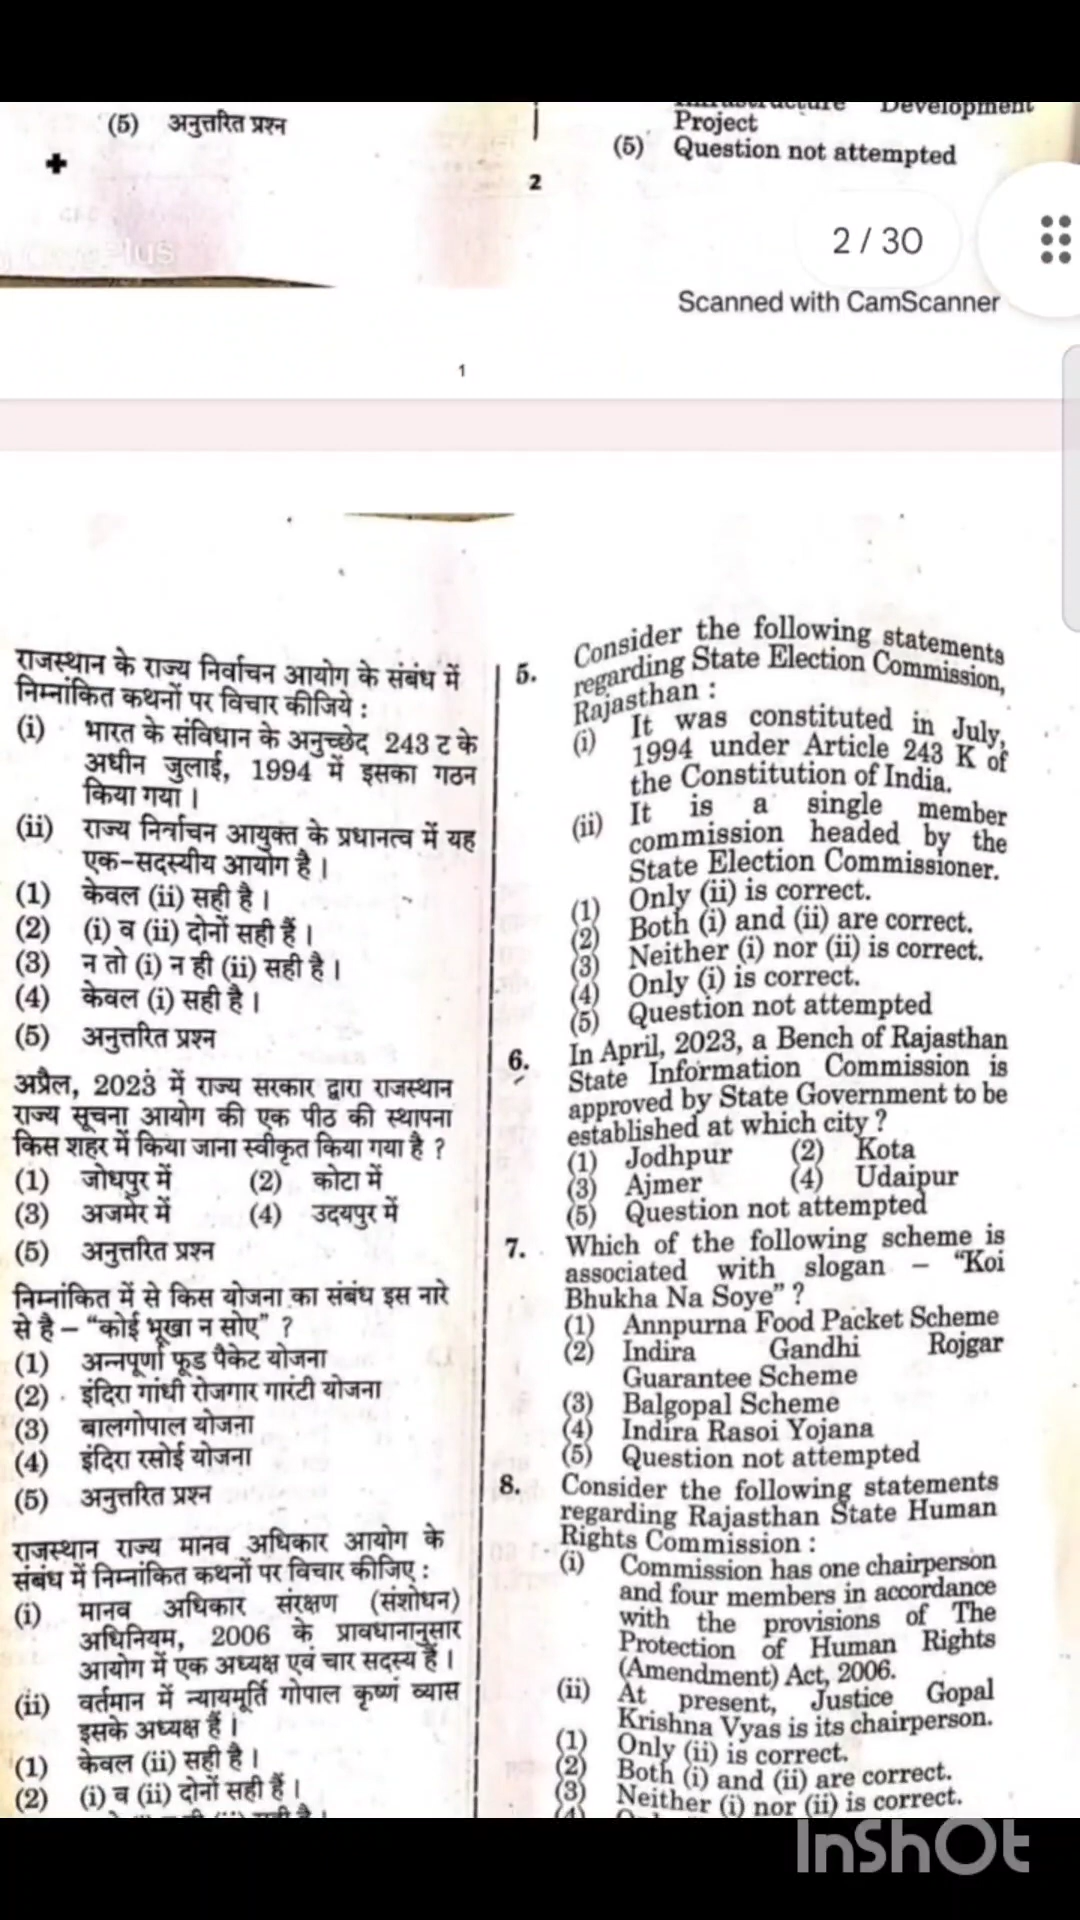 (5) अनुत्तरित प्रश्न
Development
Project
(5) Question not attempted
2
2 / 30
Scanned with CamScanner
1
राजस्थान के राज्य निर्वाचन आयोग के संबंध में
निम्नांकित कथनों पर विचार कीजिये :
(i) भारत के संविधान के अनुच्छेद 243 ट के
अधीन जुलाई, 1994 में इसका गठन
किया गया ।
(ii) राज्य निर्वाचन आयुक्त के प्रधानत्व में यह
एक-सदस्यीय आयोग है ।
(1) केवल (ii) सही है ।
(2) (i) व (ii) दोनों सही हैं ।
(3) न तो (i) न ही (ii) सही है ।
(4) केवल (i) सही है ।
(5) अनुत्तरित प्रश्न
अप्रैल, 2023 में राज्य सरकार द्वारा राजस्थान
राज्य सूचना आयोग की एक पीठ की स्थापना
किस शहर में किया जाना स्वीकृत किया गया है ?
(1) जोधपुर में (2) कोटा में
(3) अजमेर में (4) उदयपुर में
(5) अनुत्तरित प्रश्न
निम्नांकित में से किस योजना का संबंध इस नारे
से है – “कोई भूखा न सोए” ?
(1) अन्नपूर्णा फूड पैकेट योजना
(2) इंदिरा गांधी रोजगार गारंटी योजना
(3) बालगोपाल योजना
(4) इंदिरा रसोई योजना
(5) अनुत्तरित प्रश्न
राजस्थान राज्य मानव अधिकार आयोग के
संबंध में निम्नांकित कथनों पर विचार कीजिए :
(i) मानव अधिकार संरक्षण (संशोधन)
अधिनियम, 2006 के प्रावधानानुसार
आयोग में एक अध्यक्ष एवं चार सदस्य हैं ।
(ii) वर्तमान में न्यायमूर्ति गोपाल कृष्ण व्यास
इसके अध्यक्ष हैं ।
(1) केवल (ii) सही है ।
(2) (i) व (ii) दोनों सही हैं ।
5. Consider the following statements
regarding State Election Commission,
Rajasthan :
(i) It was constituted in July,
1994 under Article 243 K of
the Constitution of India.
(ii) It is a single member
commission headed by the
State Election Commissioner.
(1) Only (ii) is correct.
(2) Both (i) and (ii) are correct.
(3) Neither (i) nor (ii) is correct.
(4) Only (i) is correct.
(5) Question not attempted
6. In April, 2023, a Bench of Rajasthan
State Information Commission is
approved by State Government to be
established at which city ?
(1) Jodhpur (2) Kota
(3) Ajmer (4) Udaipur
(5) Question not attempted
7. Which of the following scheme is
associated with slogan – “Koi
Bhukha Na Soye” ?
(1) Annpurna Food Packet Scheme
(2) Indira Gandhi Rojgar
Guarantee Scheme
(3) Balgopal Scheme
(4) Indira Rasoi Yojana
(5) Question not attempted
8. Consider the following statements
regarding Rajasthan State Human
Rights Commission :
(i) Commission has one chairperson
and four members in accordance
with the provisions of The
Protection of Human Rights
(Amendment) Act, 2006.
(ii) At present, Justice Gopal
Krishna Vyas is its chairperson.
(1) Only (ii) is correct.
(2) Both (i) and (ii) are correct.
(3) Neither (i) nor (ii) is correct.
InShOt